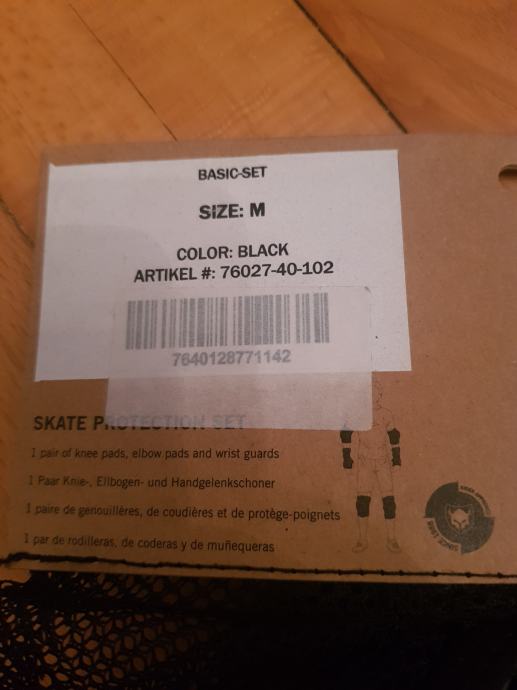 BASIC-SET
SIZE: M
COLOR: BLACK
ARTIKEL #: 76027-40-102
7640128771142
SKATE PROTECTION SET
1 pair of knee pads, elbow pads and wrist guards
1 Paar Knie-, Ellbogen- und Handgelenkschoner
1 paire de genouillères, de coudières et de protège-poignets
1 par de rodilleras, de coderas y de muñequeras